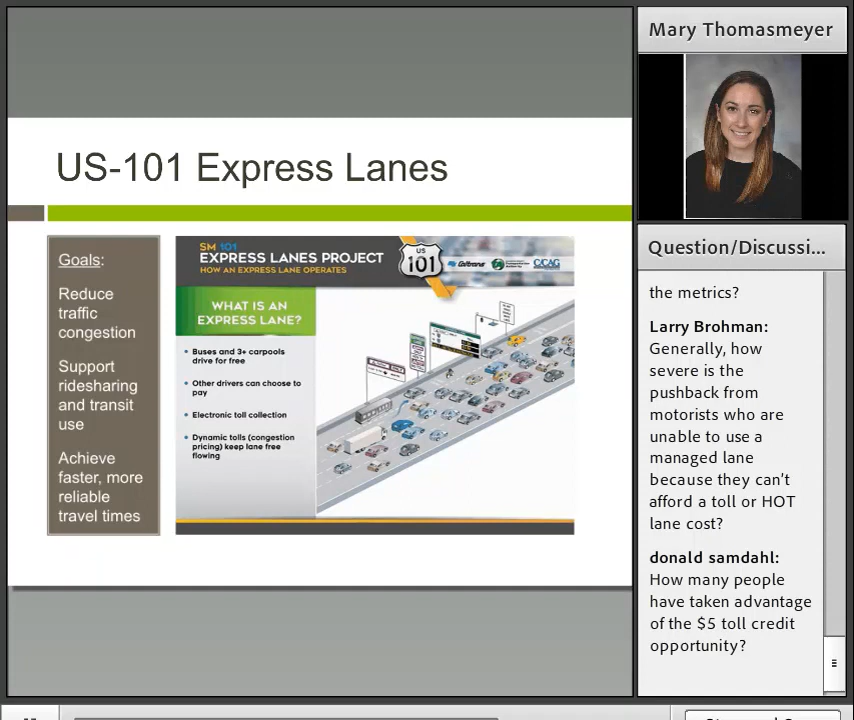 Mary Thomasmeyer
US-101 Express Lanes
Goals:
Reduce
traffic
congestion
Support
ridesharing
and transit
use
Achieve
faster, more
reliable
travel times
SM 101
EXPRESS LANES PROJECT
HOW AN EXPRESS LANE OPERATES
US
101
Caltrans
C/CAG
WHAT IS AN
EXPRESS LANE?
• Buses and 3+ carpools
drive for free
• Other drivers can choose to
pay
• Electronic toll collection
• Dynamic tolls (congestion
pricing) keep lane free
flowing
Question/Discussi...
the metrics?
Larry Brohman:
Generally, how
severe is the
pushback from
motorists who are
unable to use a
managed lane
because they can't
afford a toll or HOT
lane cost?
donald samdahl:
How many people
have taken advantage
of the $5 toll credit
opportunity?